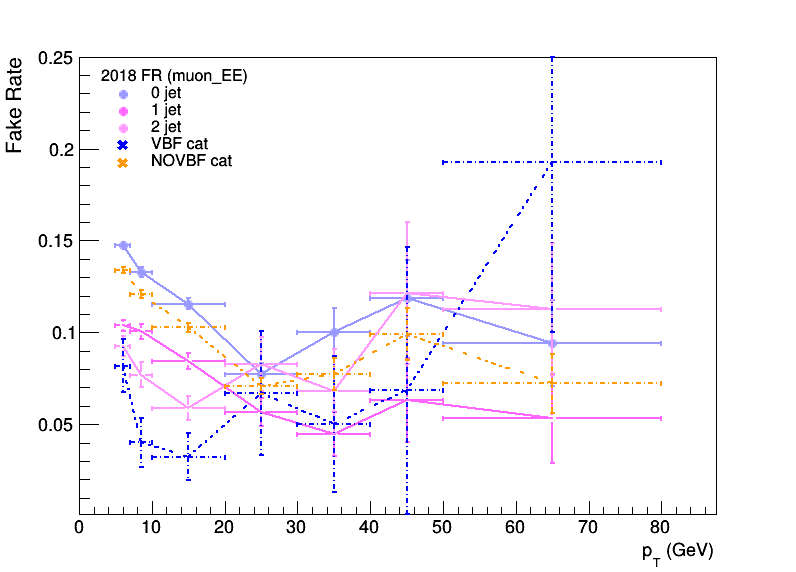 0.25
0.2
0.15
0.1
0.05
0
10
20
30
40
50
60
70
80
Fake Rate
2018 FR (muon_EE)
0 jet
1 jet
2 jet
VBF cat
NOVBF cat
p_T (GeV)